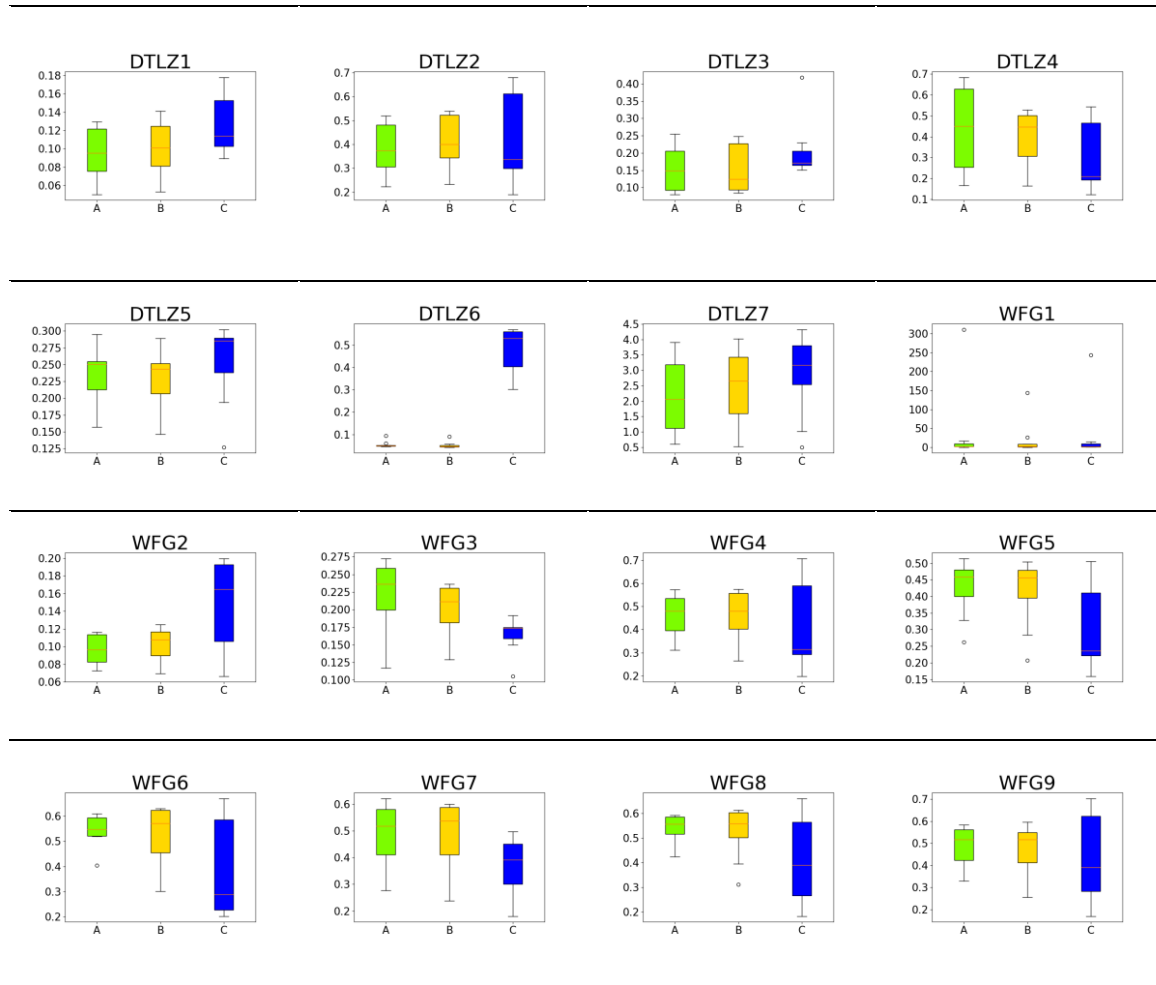 DTLZ1 DTLZ2 DTLZ3 DTLZ4
0.18 0.7 0.40 0.7
0.16 0.6 0.35 0.6
0.14 0.5 0.30 0.5
0.12 0.4 0.25 0.4
0.10 0.3 0.20 0.3
0.08 0.2 0.15 0.2
0.06 0.10 0.1
A B C A B C A B C A B C
DTLZ5 DTLZ6 DTLZ7 WFG1
0.300 0.5 4.5 300
0.275 0.4 4.0 250
0.250 0.3 3.5 200
0.225 0.2 3.0 150
0.200 0.1 2.5 100
0.175 2.0 50
0.150 1.5 0
0.125 1.0
0.5
A B C A B C A B C A B C
WFG2 WFG3 WFG4 WFG5
0.20 0.275 0.7 0.50
0.18 0.250 0.6 0.45
0.16 0.225 0.5 0.40
0.14 0.200 0.4 0.35
0.12 0.175 0.3 0.30
0.10 0.150 0.2 0.25
0.08 0.125 0.20
0.06 0.100 0.15
A B C A B C A B C A B C
WFG6 WFG7 WFG8 WFG9
0.6 0.6 0.6 0.7
0.5 0.5 0.5 0.6
0.4 0.4 0.4 0.5
0.3 0.3 0.3 0.4
0.2 0.2 0.2 0.3
0.2
A B C A B C A B C A B C